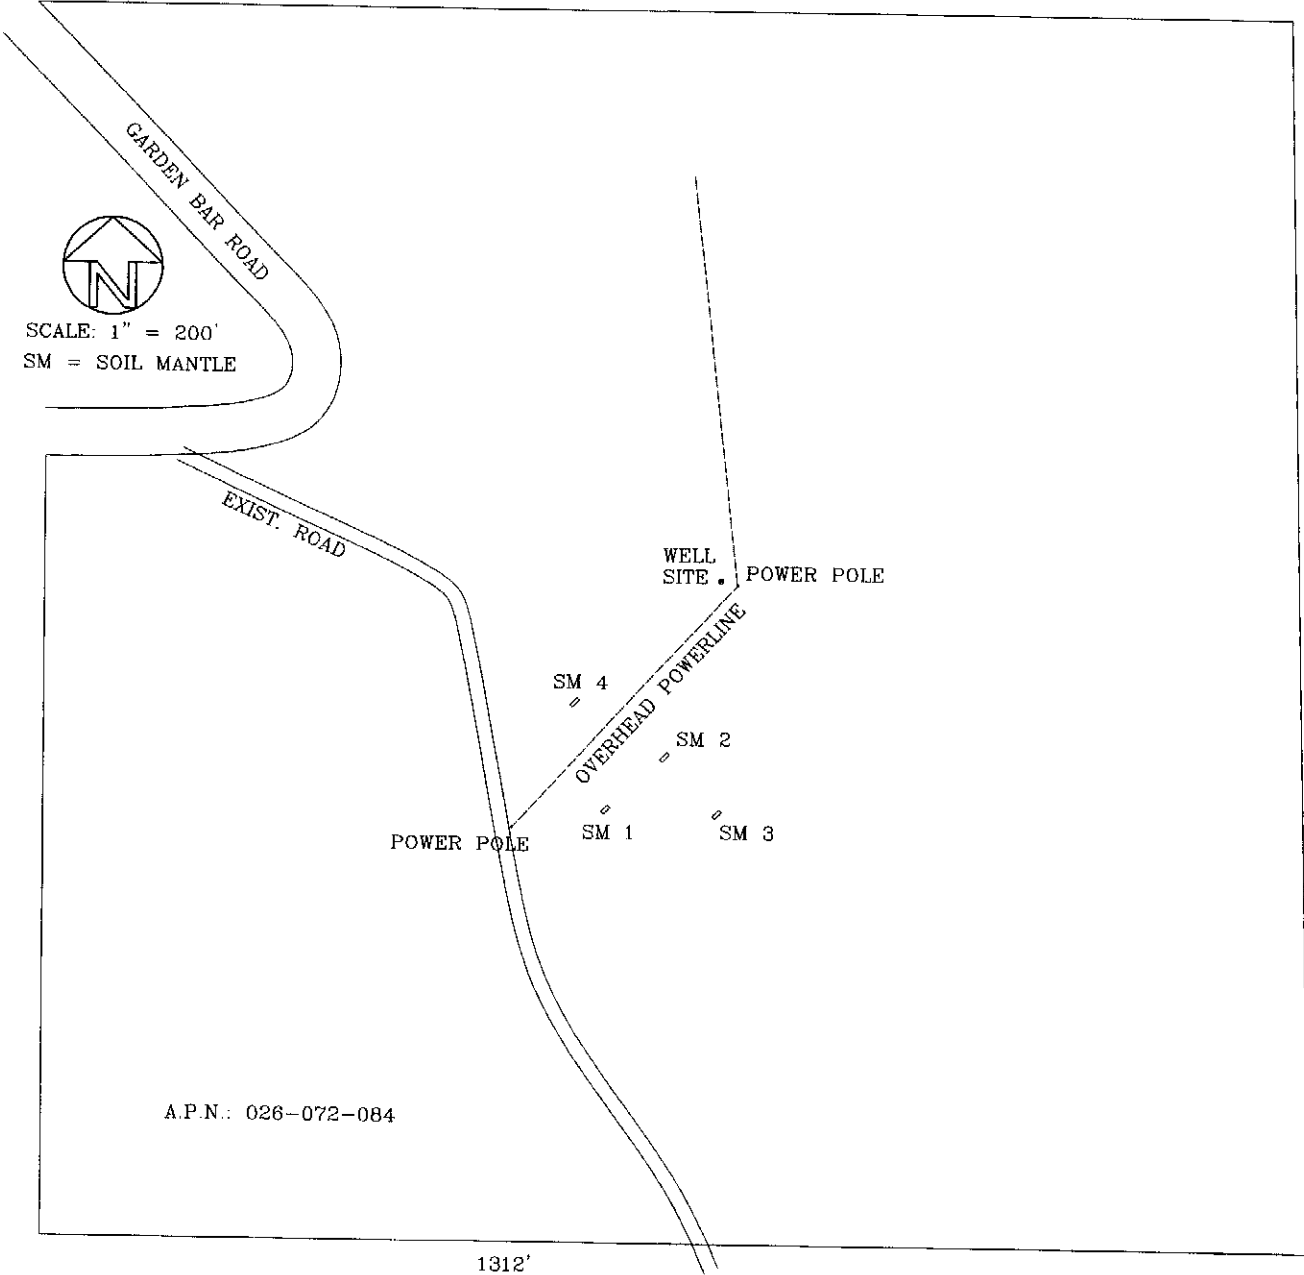 GARDEN BAR ROAD
N
SCALE: 1" = 200'
SM = SOIL MANTLE
EXIST. ROAD
WELL
SITE
POWER POLE
OVERHEAD POWERLINE
SM 4
SM 2
SM 1
SM 3
POWER POLE
A.P.N.: 026-072-084
1312'